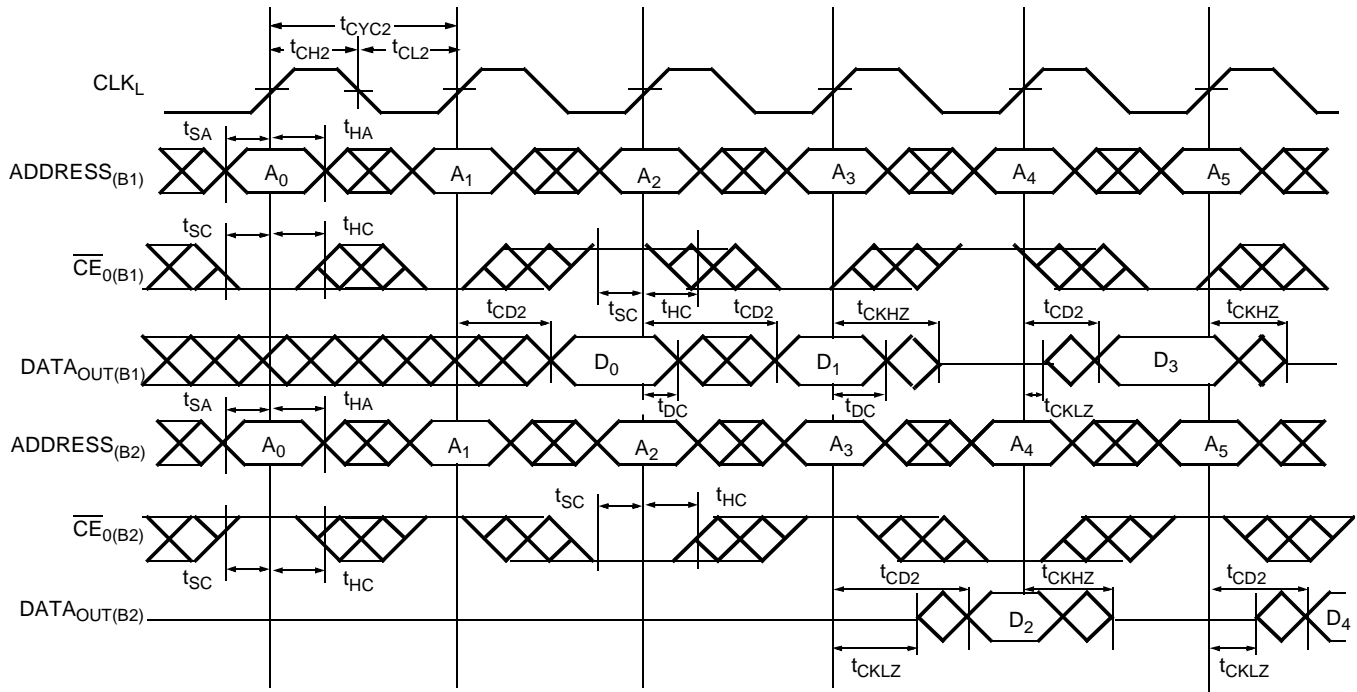 tCYC2
tCH2 tCL2
CLKL
tSA tHA
ADDRESS(B1) A0 A1 A2 A3 A4 A5
tSC tHC
CE0(B1)
tSC tHC tCD2
tCD2 tCKHZ tCD2 tCKHZ
DATAOUT(B1) D0 D1 D3
tDC tDC tCKLZ
tSA tHA
ADDRESS(B2) A0 A1 A2 A3 A4 A5
tSC tHC
CE0(B2)
tSC tHC
tCD2 tCKHZ tCD2
DATAOUT(B2) D2 D4
tCKLZ tCKLZ